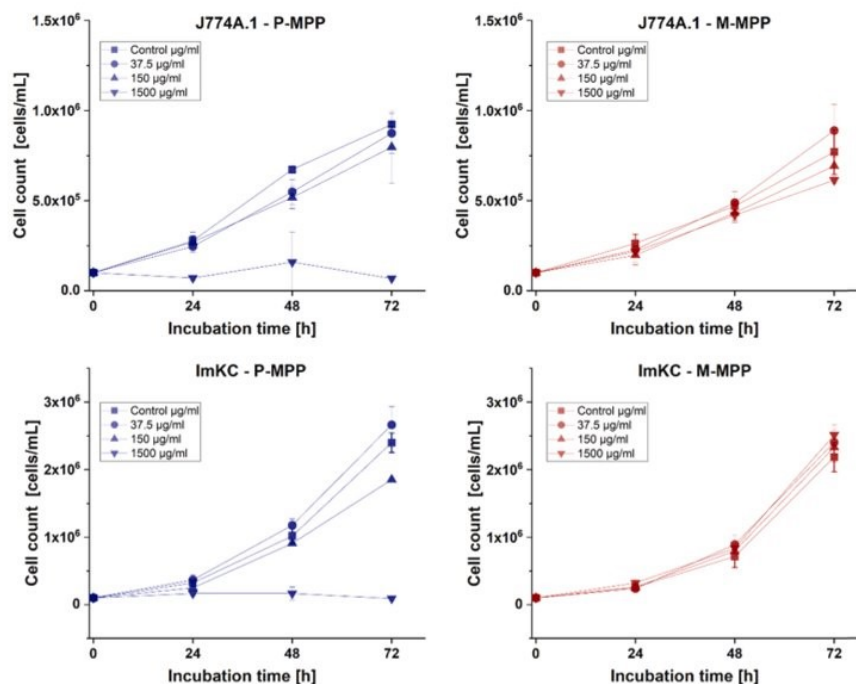 J774A.1 - P-MPP
1.5x10⁶
1.0x10⁶
5.0x10⁵
0.0
Cell count [cells/mL]
Control µg/ml
37.5 µg/ml
150 µg/ml
1500 µg/ml
0 24 48 72
Incubation time [h]
J774A.1 - M-MPP
1.5x10⁶
1.0x10⁶
5.0x10⁵
0.0
Cell count [cells/mL]
Control µg/ml
37.5 µg/ml
150 µg/ml
1500 µg/ml
0 24 48 72
Incubation time [h]
ImKC - P-MPP
3x10⁶
2x10⁶
1x10⁶
0
Cell count [cells/mL]
Control µg/ml
37.5 µg/ml
150 µg/ml
1500 µg/ml
0 24 48 72
Incubation time [h]
ImKC - M-MPP
3x10⁶
2x10⁶
1x10⁶
0
Cell count [cells/mL]
Control µg/ml
37.5 µg/ml
150 µg/ml
1500 µg/ml
0 24 48 72
Incubation time [h]